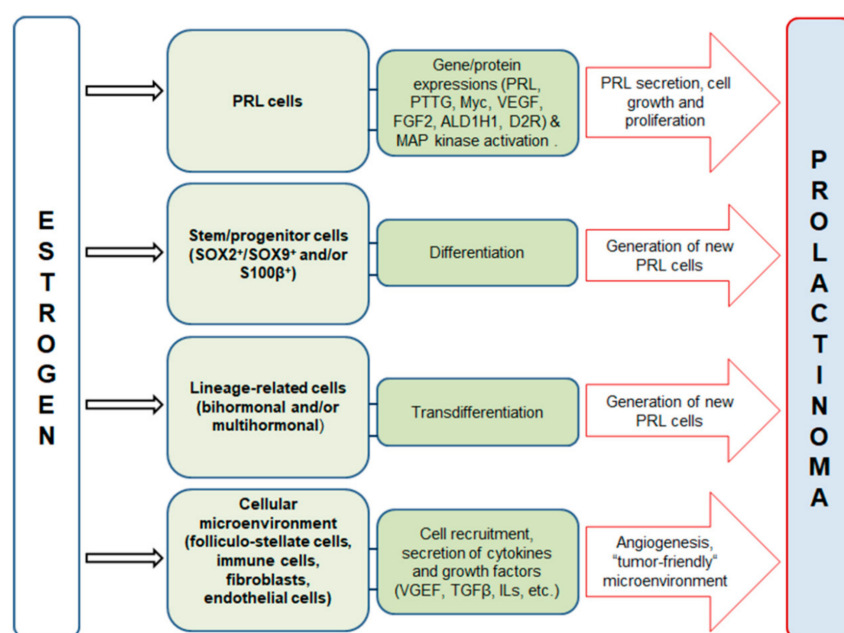 ESTROGEN
PRL cells
Gene/protein
expressions (PRL,
PTTG, Myc, VEGF,
FGF2, ALD1H1, D2R) &
MAP kinase activation .
PRL secretion, cell
growth and
proliferation
Stem/progenitor cells
(SOX2⁺/SOX9⁺ and/or
S100β⁺)
Differentiation
Generation of new
PRL cells
Lineage-related cells
(bihormonal and/or
multihormonal)
Transdifferentiation
Generation of new
PRL cells
Cellular
microenvironment
(folliculo-stellate cells,
immune cells,
fibroblasts,
endothelial cells)
Cell recruitment,
secretion of cytokines
and growth factors
(VGEF, TGFβ, ILs, etc.)
Angiogenesis,
“tumor-friendly“
microenvironment
PROLACTINOMA